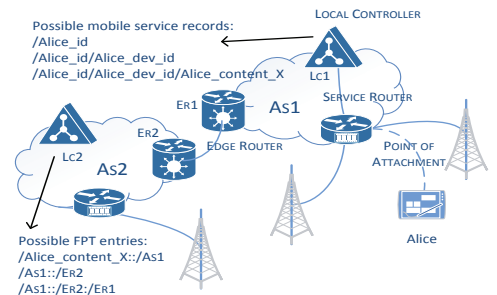 Possible mobile service records:
/Alice_id
/Alice_id/Alice_dev_id
/Alice_id/Alice_dev_id/Alice_content_X
LOCAL CONTROLLER
LC1
SERVICE ROUTER
ER1
AS1
ER2
EDGE ROUTER
LC2
AS2
POINT OF
ATTACHMENT
Alice
Possible FPT entries:
/Alice_content_X::/AS1
/AS1::/ER2
/AS1::/ER2:/ER1